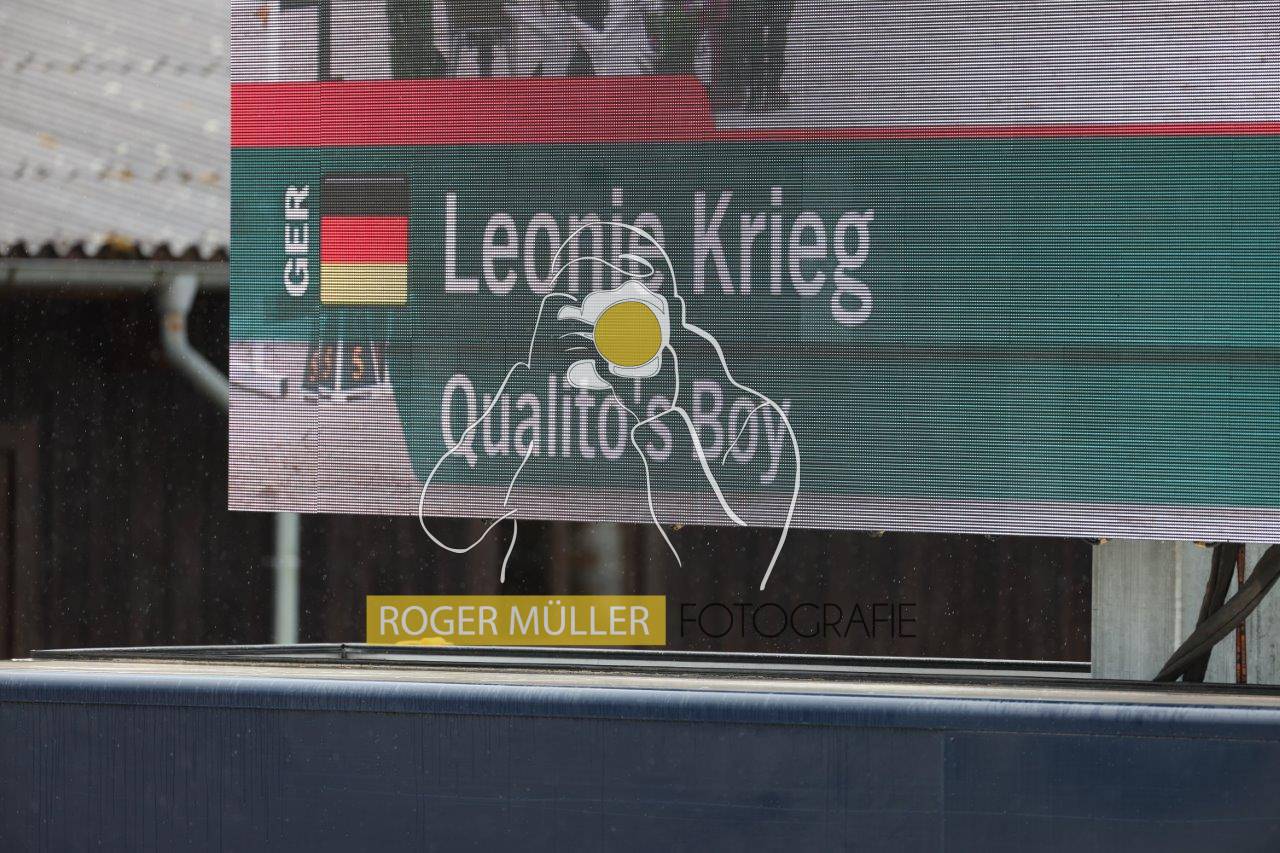 GER
Leonie Krieg
Qualito's Boy
ROGER MÜLLER FOTOGRAFIE